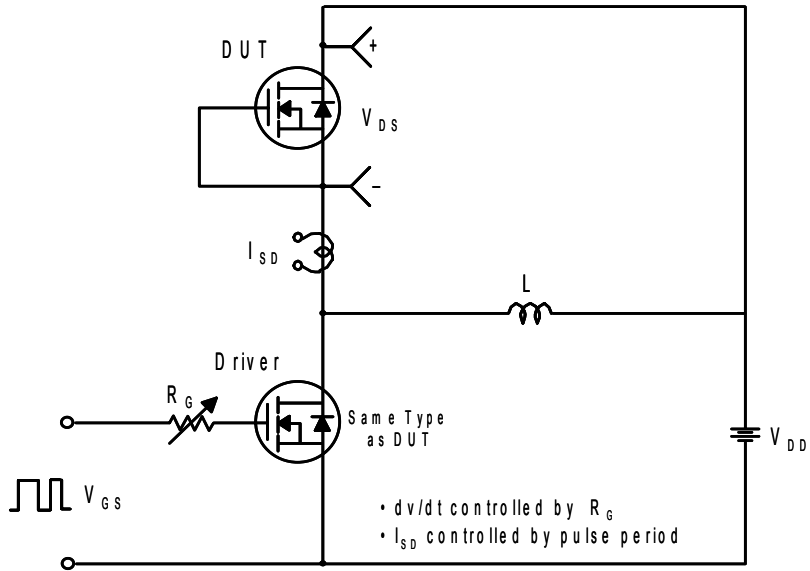 DUT
+
VDS
−
ISD
L
Driver
RG
Same Type
as DUT
VDD
VGS
• dv/dt controlled by RG
• ISD controlled by pulse period